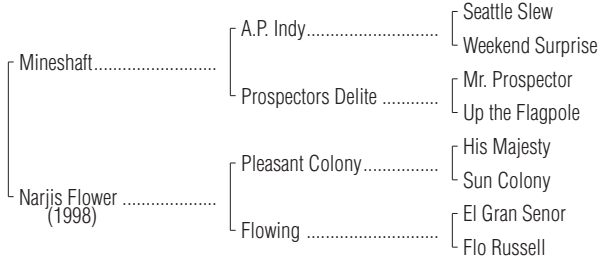 Seattle Slew
A.P. Indy..............................
Weekend Surprise
Mineshaft............................
Mr. Prospector
Prospectors Delite .............
Up the Flagpole
His Majesty
Pleasant Colony.................
Sun Colony
Narjis Flower .....................
(1998)
El Gran Senor
Flowing ..............................
Flo Russell